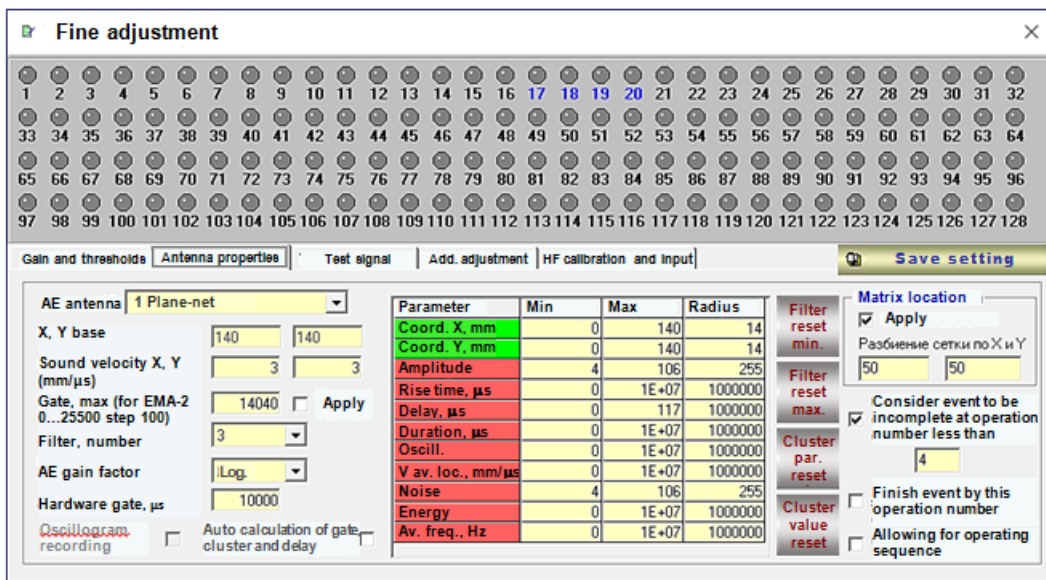 Fine adjustment
1 2 3 4 5 6 7 8 9 10 11 12 13 14 15 16 17 18 19 20 21 22 23 24 25 26 27 28 29 30 31 32
33 34 35 36 37 38 39 40 41 42 43 44 45 46 47 48 49 50 51 52 53 54 55 56 57 58 59 60 61 62 63 64
65 66 67 68 69 70 71 72 73 74 75 76 77 78 79 80 81 82 83 84 85 86 87 88 89 90 91 92 93 94 95 96
97 98 99 100 101 102 103 104 105 106 107 108 109 110 111 112 113 114 115 116 117 118 119 120 121 122 123 124 125 126 127 128
Gain and thresholds Antenna properties Test signal Add. adjustment HF calibration and input Save setting
AE antenna 1 Plane-net
X, Y base 140 140
Sound velocity X, Y 3 3
(mm/μs)
Gate, max (for EMA-2 14040 Apply
0...25500 step 100)
Filter, number 3
AE gain factor Log.
Hardware gate, μs 10000
Oscillogram
recording
Auto calculation of gate,
cluster and delay
Parameter Min Max Radius
Coord. X, mm 0 140 14
Coord. Y, mm 0 140 14
Amplitude 4 106 255
Rise time, μs 0 1E+07 1000000
Delay, μs 0 117 1000000
Duration, μs 0 1E+07 1000000
Oscill. 0 1E+07 1000000
V av. loc., mm/μs 0 1E+07 1000000
Noise 4 106 255
Energy 0 1E+07 1000000
Av. freq., Hz 0 1E+07 1000000
Filter
reset
min.
Filter
reset
max.
Cluster
par.
reset
Cluster
value
reset
Matrix location
Apply
Разбиение сетки по X и Y
50 50
Consider event to be
incomplete at operation
number less than
4
Finish event by this
operation number
Allowing for operating
sequence